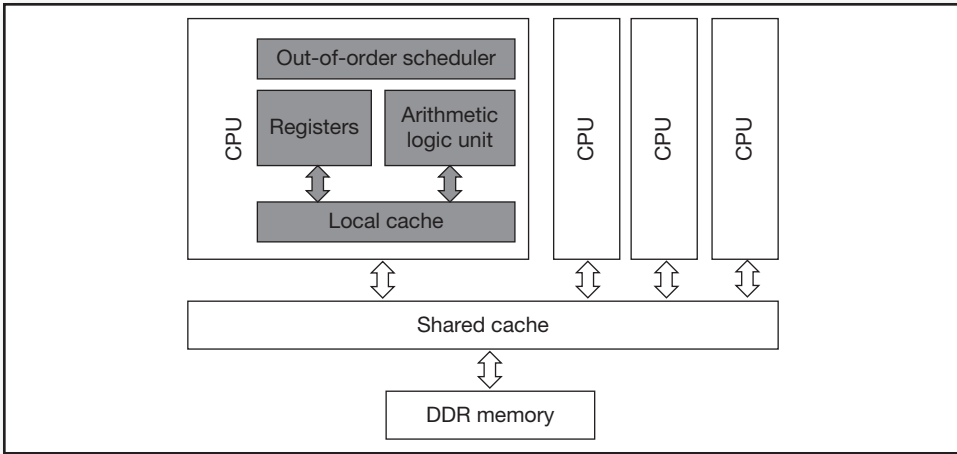 CPU
Out-of-order scheduler
Registers
Arithmetic
logic unit
Local cache
CPU
CPU
CPU
Shared cache
DDR memory